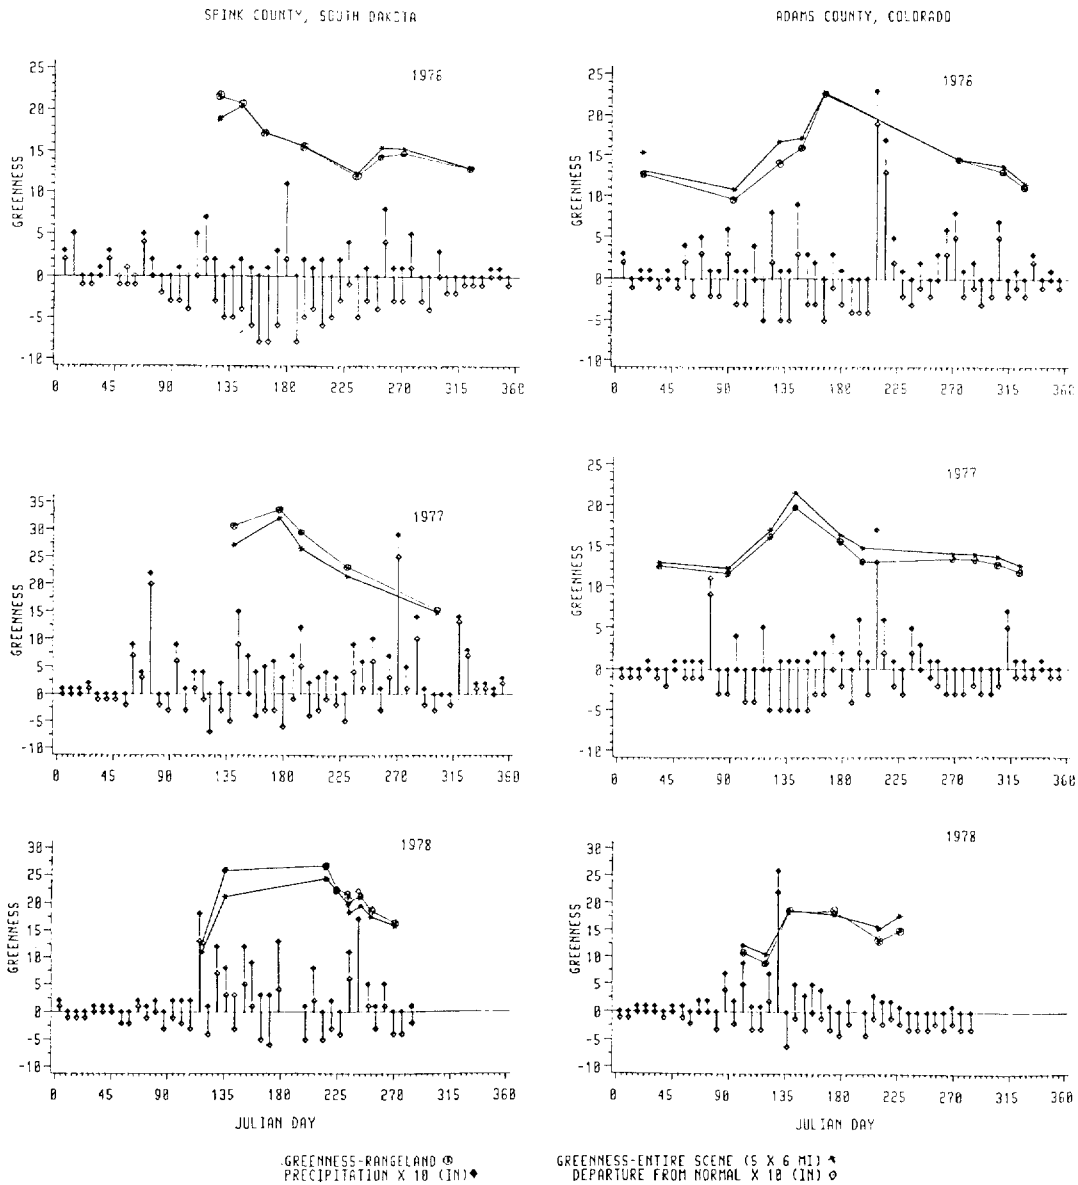 SPINK COUNTY, SOUTH DAKOTA
ADAMS COUNTY, COLORADO
1976
GREENNESS
25
20
15
10
5
0
-5
-10
0 45 90 135 180 225 270 315 360
1976
GREENNESS
25
20
15
10
5
0
-5
-10
0 45 90 135 180 225 270 315 360
1977
GREENNESS
35
30
25
20
15
10
5
0
-5
-10
0 45 90 135 180 225 270 315 360
1977
GREENNESS
25
20
15
10
5
0
-5
-10
0 45 90 135 180 225 270 315 360
1978
GREENNESS
30
25
20
15
10
5
0
-5
-10
0 45 90 135 180 225 270 315 360
JULIAN DAY
1978
GREENNESS
30
25
20
15
10
5
0
-5
-10
0 45 90 135 180 225 270 315 360
JULIAN DAY
GREENNESS-RANGELAND
PRECIPITATION X 10 (IN)
GREENNESS-ENTIRE SCENE (5 X 6 MI)
DEPARTURE FROM NORMAL X 10 (IN)